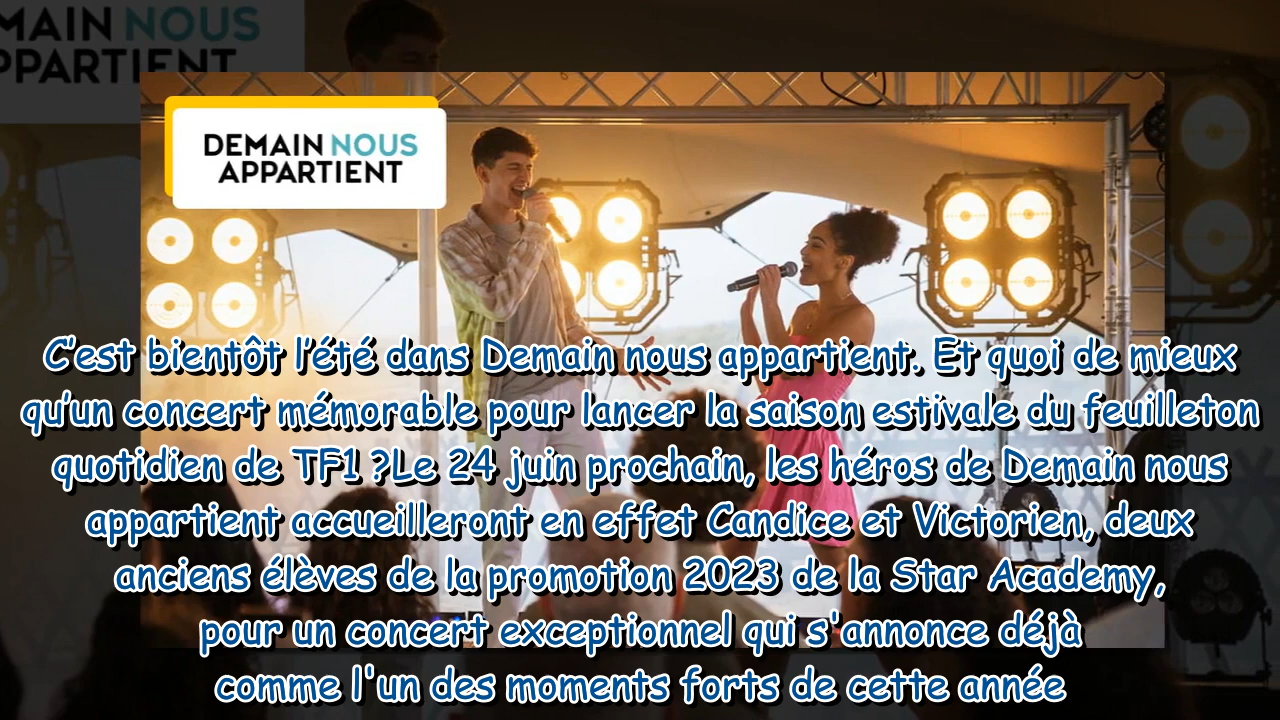 MAIN NOUS
PPARTIENT
DEMAIN NOUS
APPARTIENT
C'est bientôt l'été dans Demain nous appartient. Et quoi de mieux
qu'un concert mémorable pour lancer la saison estivale du feuilleton
quotidien de TF1 ?Le 24 juin prochain, les héros de Demain nous
appartient accueilleront en effet Candice et Victorien, deux
anciens élèves de la promotion 2023 de la Star Academy,
pour un concert exceptionnel qui s'annonce déjà
comme l'un des moments forts de cette année